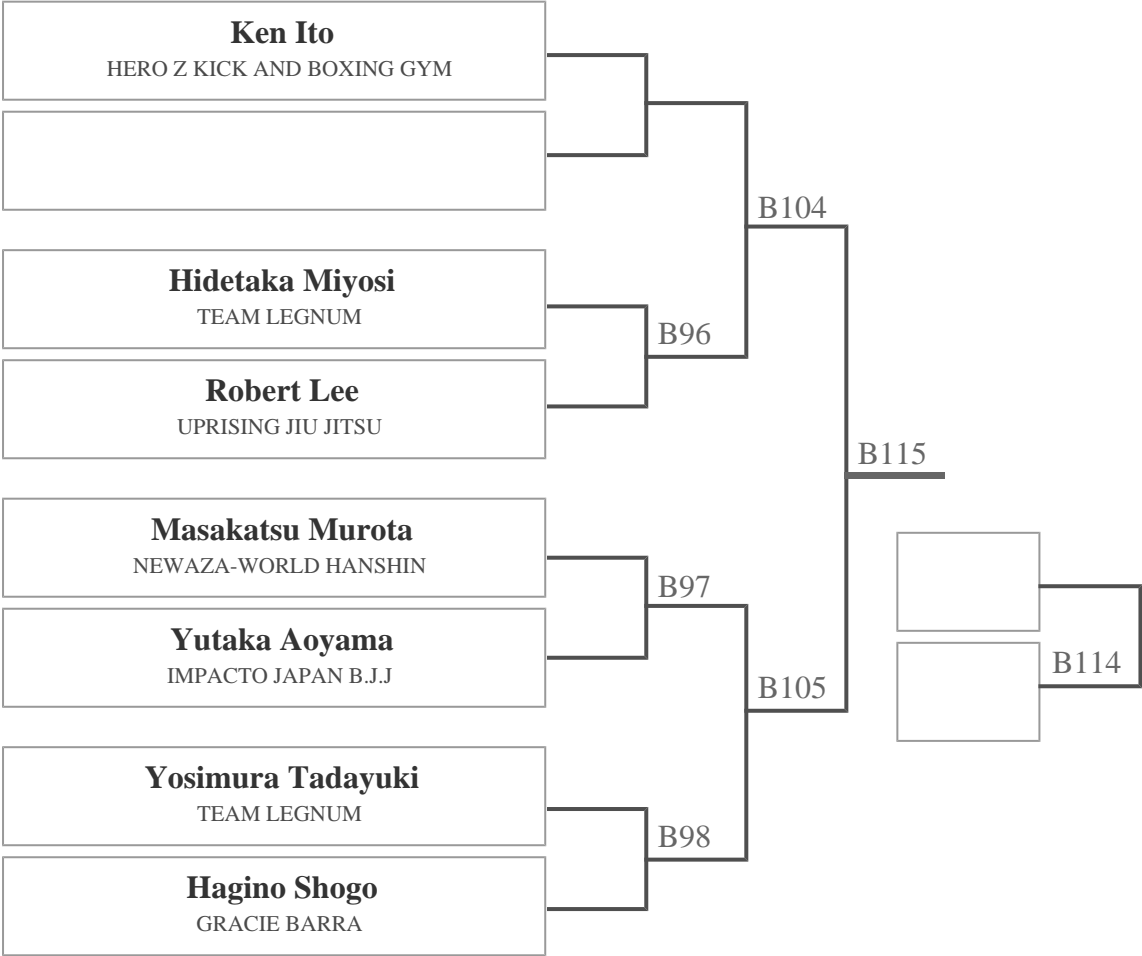 Ken Ito
HERO Z KICK AND BOXING GYM
B104
Hidetaka Miyosi
TEAM LEGNUM
B96
Robert Lee
UPRISING JIU JITSU
B115
Masakatsu Murota
NEWAZA-WORLD HANSHIN
B97
Yutaka Aoyama
IMPACTO JAPAN B.J.J
B114
B105
Yosimura Tadayuki
TEAM LEGNUM
B98
Hagino Shogo
GRACIE BARRA